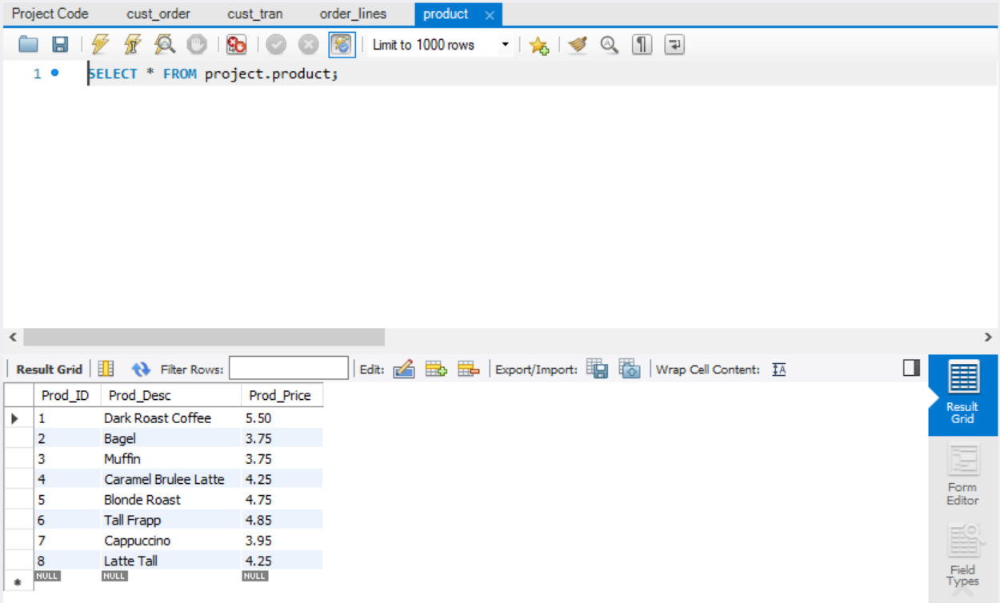 Project Code cust_order cust_tran order_lines product ×
Limit to 1000 rows
1 SELECT * FROM project.product;
Result Grid Filter Rows: Edit: Export/Import: Wrap Cell Content: IA
Prod_ID Prod_Desc Prod_Price
1 Dark Roast Coffee 5.50
2 Bagel 3.75
3 Muffin 3.75
4 Caramel Brulee Latte 4.25
5 Blonde Roast 4.75
6 Tall Frapp 4.85
7 Cappuccino 3.95
8 Latte Tall 4.25
NULL NULL NULL
Result
Grid
Form
Editor
Field
Types